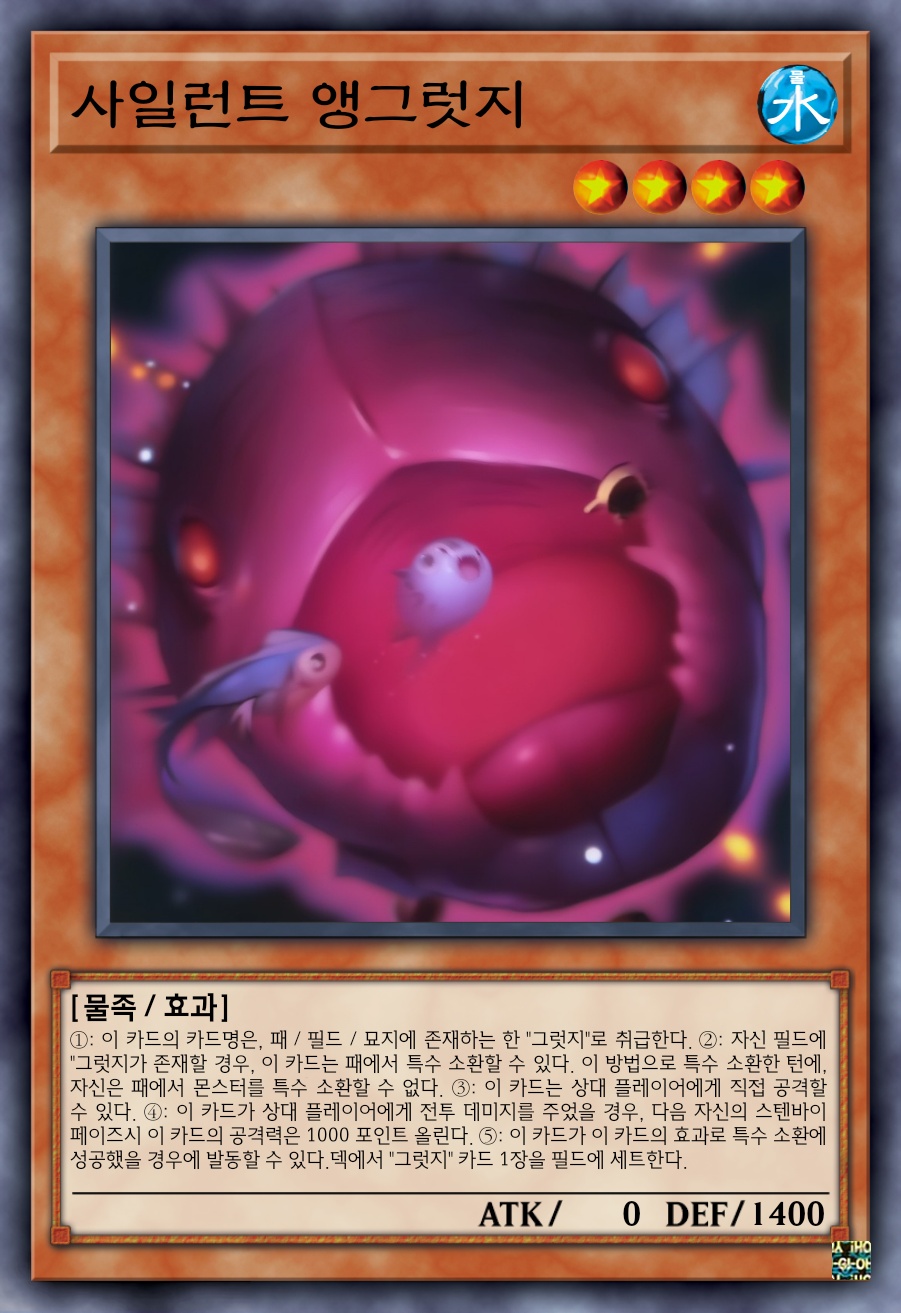 사일런트 앵그럿지
물
水
[물족 / 효과]
①: 이 카드의 카드명은, 패 / 필드 / 묘지에 존재하는 한 "그럿지"로 취급한다. ②: 자신 필드에
"그럿지가 존재할 경우, 이 카드는 패에서 특수 소환할 수 있다. 이 방법으로 특수 소환한 턴에,
자신은 패에서 몬스터를 특수 소환할 수 없다. ③: 이 카드는 상대 플레이어에게 직접 공격할
수 있다. ④: 이 카드가 상대 플레이어에게 전투 데미지를 주었을 경우, 다음 자신의 스텐바이
페이즈시 이 카드의 공격력은 1000 포인트 올린다. ⑤: 이 카드가 이 카드의 효과로 특수 소환에
성공했을 경우에 발동할 수 있다.덱에서 "그럿지" 카드 1장을 필드에 세트한다.
ATK/ 0 DEF/1400